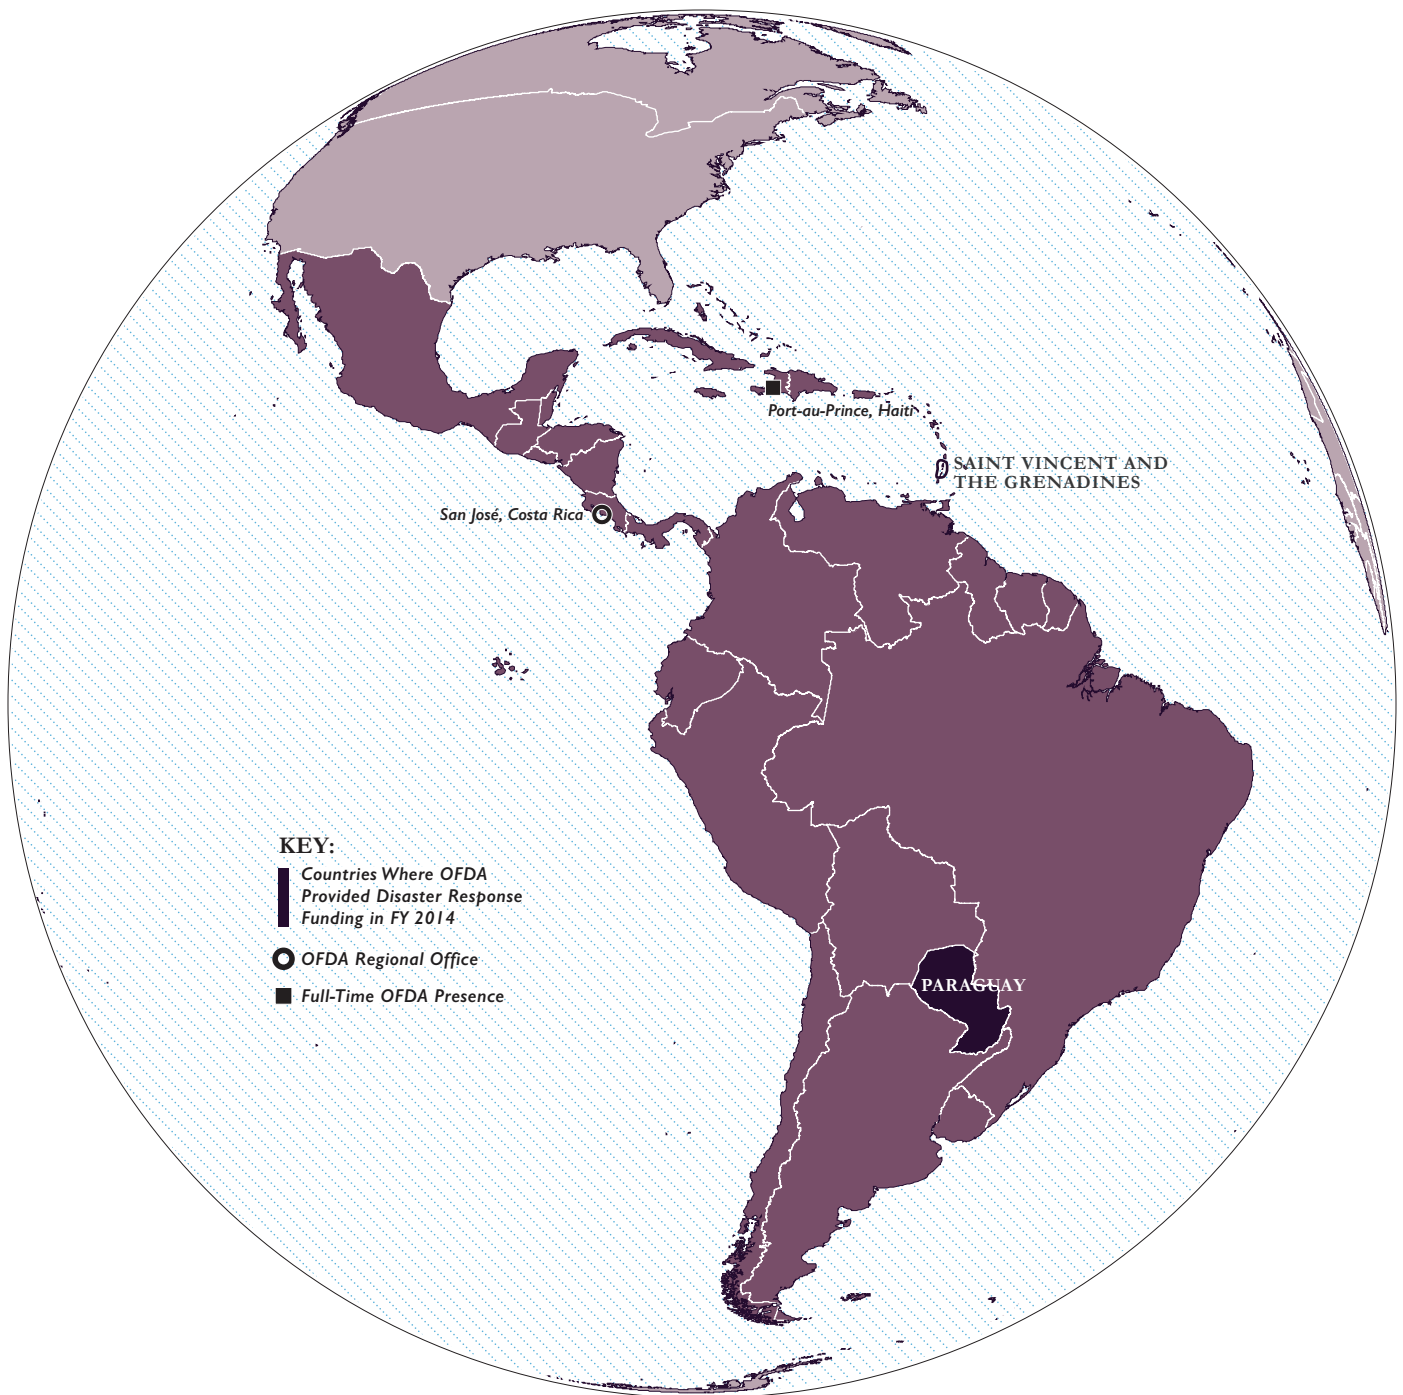 Port-au-Prince, Haiti
SAINT VINCENT AND
THE GRENADINES
San José, Costa Rica
KEY:
Countries Where OFDA
Provided Disaster Response
Funding in FY 2014
OFDA Regional Office
Full-Time OFDA Presence
PARAGUAY